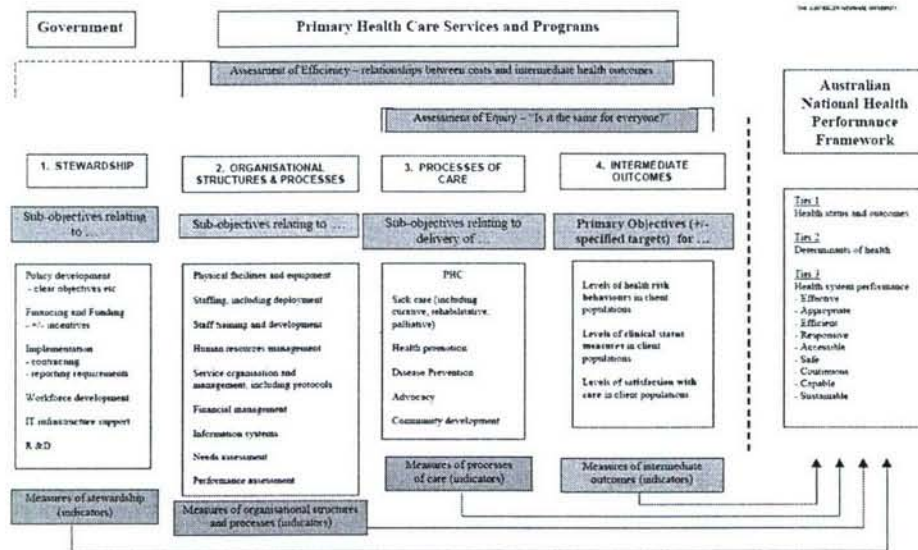 THE AUSTRALIAN NATIONAL UNIVERSITY
Government
Primary Health Care Services and Programs
Assessment of Efficiency – relationships between costs and intermediate health outcomes
Assessment of Equity – "Is it the same for everyone?"
Australian
National Health
Performance
Framework
1. STEWARDSHIP
2. ORGANISATIONAL
STRUCTURES & PROCESSES
3. PROCESSES OF
CARE
4. INTERMEDIATE
OUTCOMES
Sub-objectives relating
to ...
Sub-objectives relating to ...
Sub-objectives relating to
delivery of ...
Primary Objectives (+/-
specified targets) for ...
Policy development
- clear objectives etc
Financing and Funding
- +/- incentives
Implementation
- contracting
- reporting requirements
Workforce development
IT infrastructure support
R &D
Physical facilities and equipment
Staffing, including deployment
Staff training and development
Human resources management
Service organisation and
management, including protocols
Financial management
Information systems
Needs assessment
Performance assessment
PHC
Sick care (including
curative, rehabilitative,
palliative)
Health promotion
Disease Prevention
Advocacy
Community development
Levels of health risk
behaviours in client
populations
Levels of clinical status
measures in client
populations
Levels of satisfaction with
care in client populations
Tier 1
Health status and outcomes
Tier 2
Determinants of health
Tier 3
Health system performance
- Effective
- Appropriate
- Efficient
- Responsive
- Accessible
- Safe
- Continuous
- Capable
- Sustainable
Measures of stewardship
(indicators)
Measures of organisational structures
and processes (indicators)
Measures of processes
of care (indicators)
Measures of intermediate
outcomes (indicators)